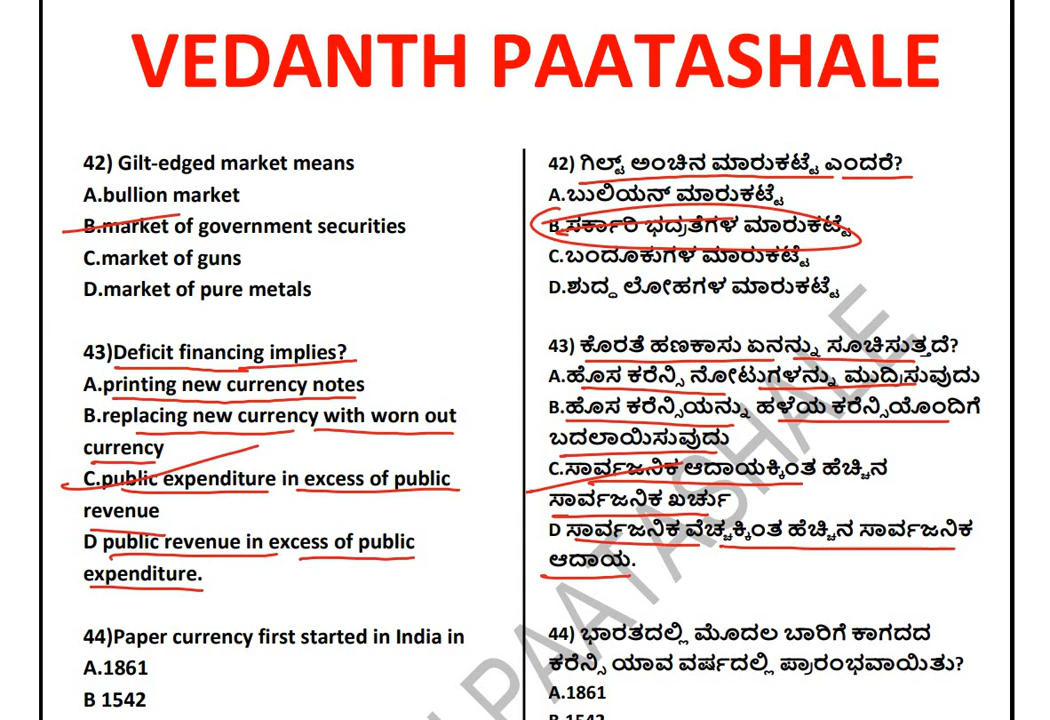 VEDANTH PAATASHALE
42) Gilt-edged market means
A.bullion market
B.market of government securities
C.market of guns
D.market of pure metals
43)Deficit financing implies?
A.printing new currency notes
B.replacing new currency with worn out
currency
C.public expenditure in excess of public
revenue
D public revenue in excess of public
expenditure.
44)Paper currency first started in India in
A.1861
B 1542
42) ಗಿಲ್ಟ್ ಅಂಚಿನ ಮಾರುಕಟ್ಟೆ ಎಂದರೆ?
A.ಬುಲಿಯನ್ ಮಾರುಕಟ್ಟೆ
B.ಸರ್ಕಾರಿ ಭದ್ರತೆಗಳ ಮಾರುಕಟ್ಟೆ
C.ಬಂದೂಕುಗಳ ಮಾರುಕಟ್ಟೆ
D.ಶುದ್ಧ ಲೋಹಗಳ ಮಾರುಕಟ್ಟೆ
43) ಕೊರತೆ ಹಣಕಾಸು ಏನನ್ನು ಸೂಚಿಸುತ್ತದೆ?
A.ಹೊಸ ಕರೆನ್ಸಿ ನೋಟುಗಳನ್ನು ಮುದ್ರಿಸುವುದು
B.ಹೊಸ ಕರೆನ್ಸಿಯನ್ನು ಹಳೆಯ ಕರೆನ್ಸಿಯೊಂದಿಗೆ
ಬದಲಾಯಿಸುವುದು
C.ಸಾರ್ವಜನಿಕ ಆದಾಯಕ್ಕಿಂತ ಹೆಚ್ಚಿನ
ಸಾರ್ವಜನಿಕ ಖರ್ಚು
D ಸಾರ್ವಜನಿಕ ವೆಚ್ಚಕ್ಕಿಂತ ಹೆಚ್ಚಿನ ಸಾರ್ವಜನಿಕ
ಆದಾಯ.
44) ಭಾರತದಲ್ಲಿ ಮೊದಲ ಬಾರಿಗೆ ಕಾಗದದ
ಕರೆನ್ಸಿ ಯಾವ ವರ್ಷದಲ್ಲಿ ಪ್ರಾರಂಭವಾಯಿತು?
A.1861
B.1542
PAATASHALE